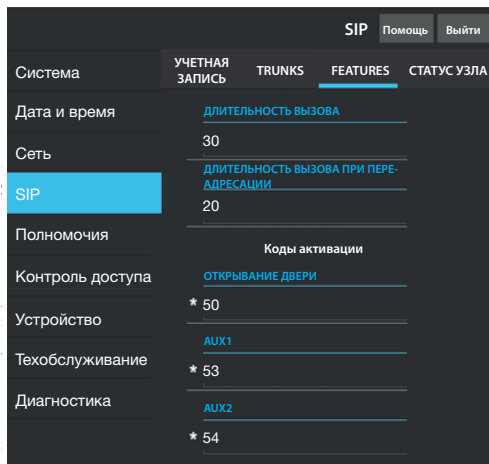 SIP Помощь Выйти
УЧЕТНАЯ ЗАПИСЬ TRUNKS FEATURES СТАТУС УЗЛА
Система
Дата и время
Сеть
SIP
Полномочия
Контроль доступа
Устройство
Техобслуживание
Диагностика
ДЛИТЕЛЬНОСТЬ ВЫЗОВА
30
ДЛИТЕЛЬНОСТЬ ВЫЗОВА ПРИ ПЕРЕ-
АДРЕСАЦИИ
20
Коды активации
ОТКРЫВАНИЕ ДВЕРИ
* 50
AUX1
* 53
AUX2
* 54